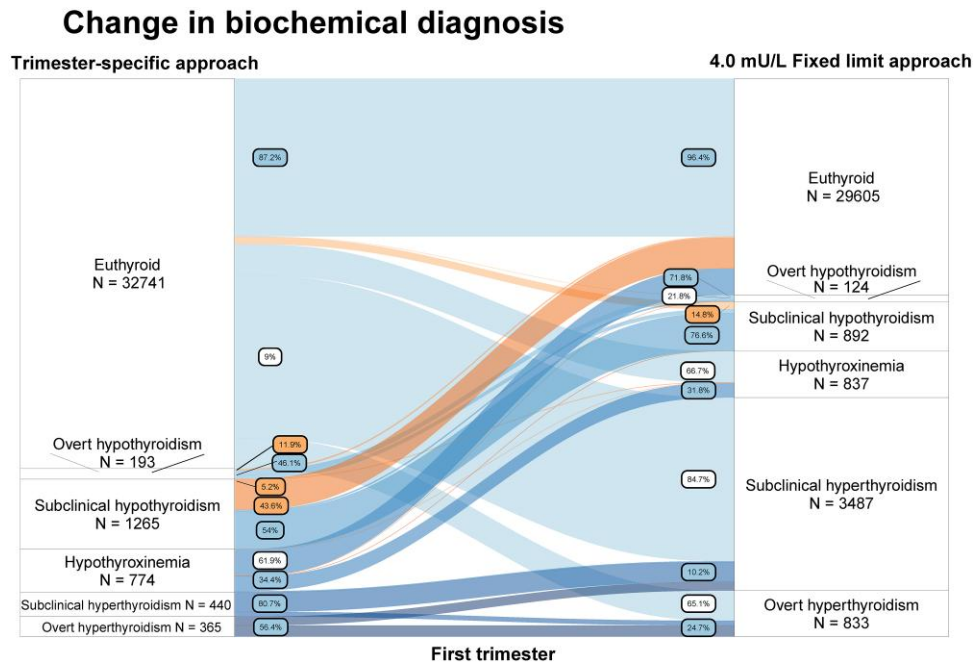 Change in biochemical diagnosis
Trimester-specific approach
4.0 mU/L Fixed limit approach
87.2%
96.4%
Euthyroid
N = 29605
Euthyroid
N = 32741
71.8%
Overt hypothyroidism
N = 124
21.8%
14.8%
Subclinical hypothyroidism
N = 892
76.6%
9%
66.7%
Hypothyroxinemia
N = 837
31.8%
Overt hypothyroidism
N = 193
11.9%
46.1%
5.2%
Subclinical hypothyroidism
N = 1265
43.6%
54%
84.7%
Subclinical hyperthyroidism
N = 3487
Hypothyroxinemia
N = 774
61.9%
34.4%
10.2%
Subclinical hyperthyroidism N = 440
80.7%
65.1%
Overt hyperthyroidism
N = 833
Overt hyperthyroidism N = 365
56.4%
24.7%
First trimester